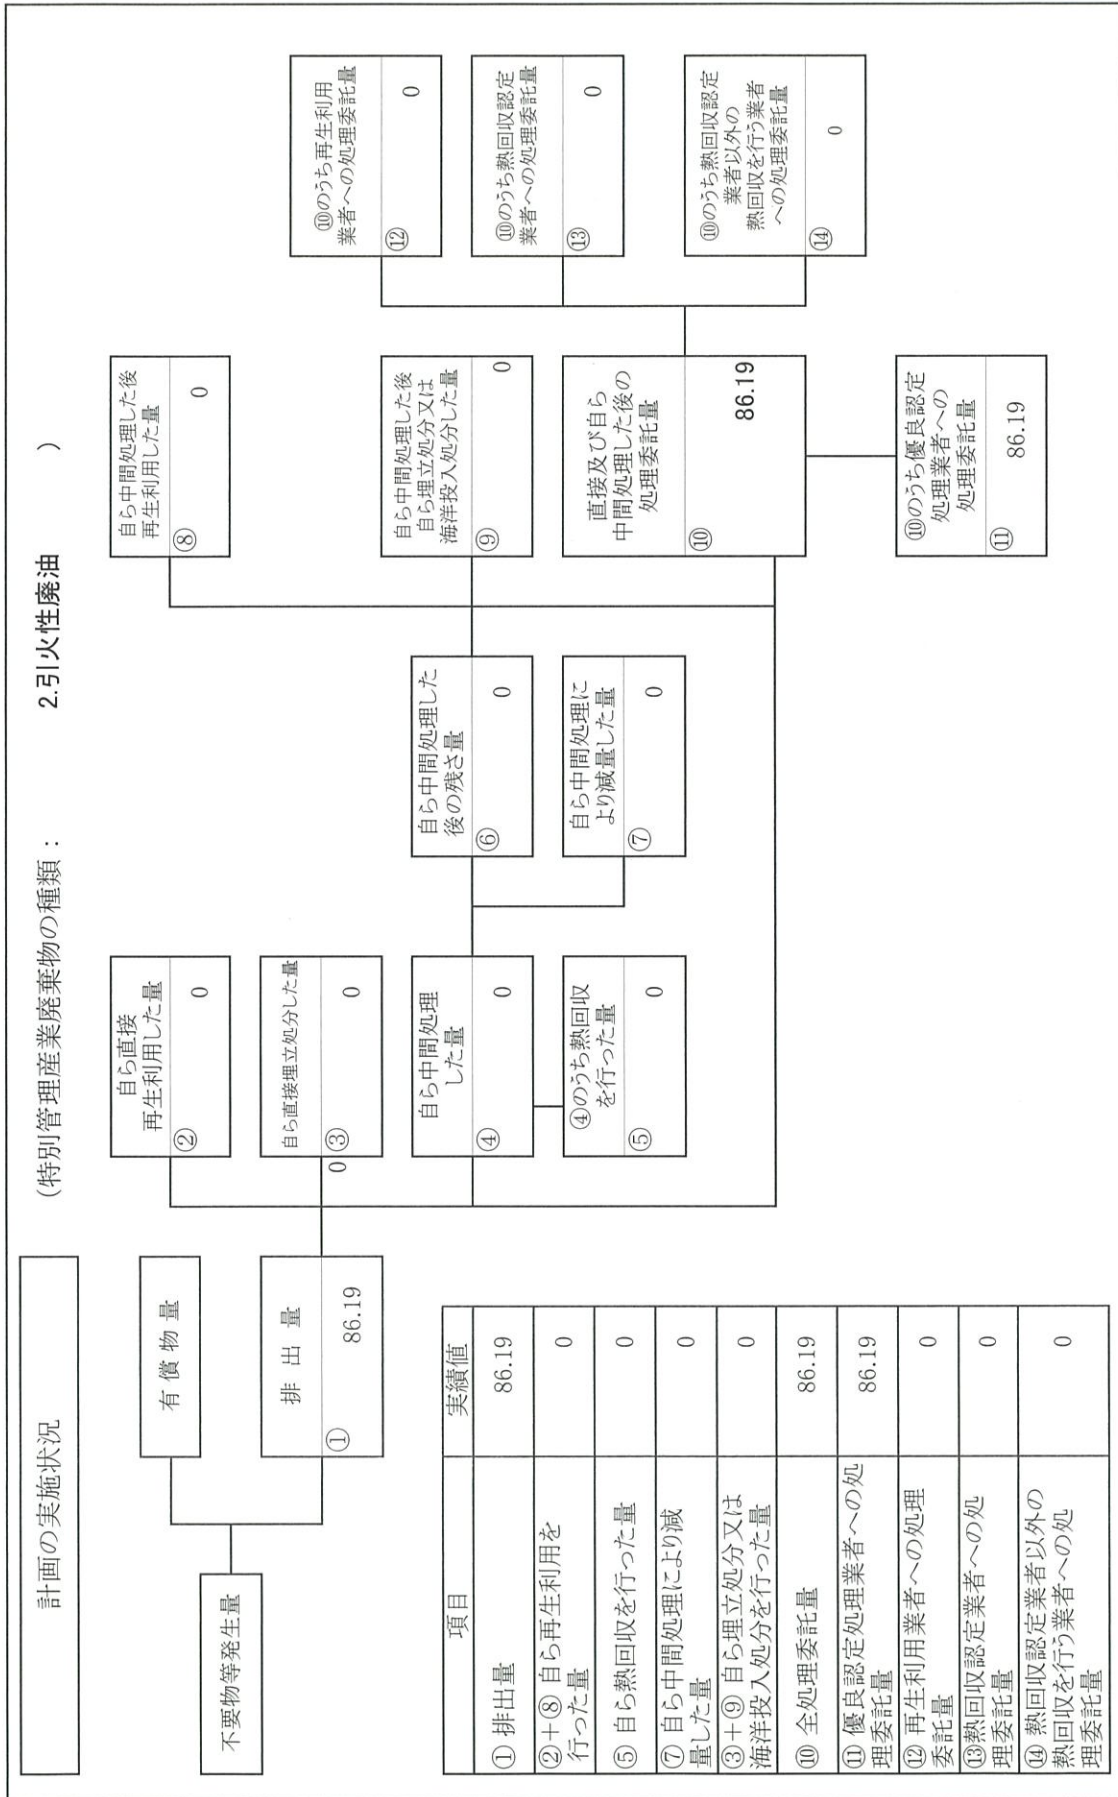 計画の実施状況
（特別管理産業廃棄物の種類：　2.引火性廃油　）
不要物等発生量
有償物量
排出量
① 86.19
自ら直接
再生利用した量
② 0
自ら直接埋立処分した量
③ 0
0
自ら中間処理
した量
④ 0
④のうち熱回収
を行った量
⑤ 0
自ら中間処理した
後の残さ量
⑥ 0
自ら中間処理に
より減量した量
⑦ 0
自ら中間処理した後
再生利用した量
⑧ 0
自ら中間処理した後
自ら埋立処分又は
海洋投入処分した量
⑨ 0
直接及び自ら
中間処理した後の
処理委託量
⑩ 86.19
⑩のうち優良認定
処理業者への
処理委託量
⑪ 86.19
⑩のうち再生利用
業者への処理委託量
⑫ 0
⑩のうち熱回収認定
業者への処理委託量
⑬ 0
⑩のうち熱回収認定
業者以外の
熱回収を行う業者
への処理委託量
⑭ 0
項目 実績値
① 排出量 86.19
②＋⑧ 自ら再生利用を
行った量 0
⑤ 自ら熱回収を行った量 0
⑦ 自ら中間処理により減
量した量 0
③＋⑨ 自ら埋立処分又は
海洋投入処分を行った量 0
⑩ 全処理委託量 86.19
⑪ 優良認定処理業者への処
理委託量 86.19
⑫ 再生利用業者への処理
委託量 0
⑬熱回収認定業者への処
理委託量 0
⑭ 熱回収認定業者以外の
熱回収を行う業者への処
理委託量 0